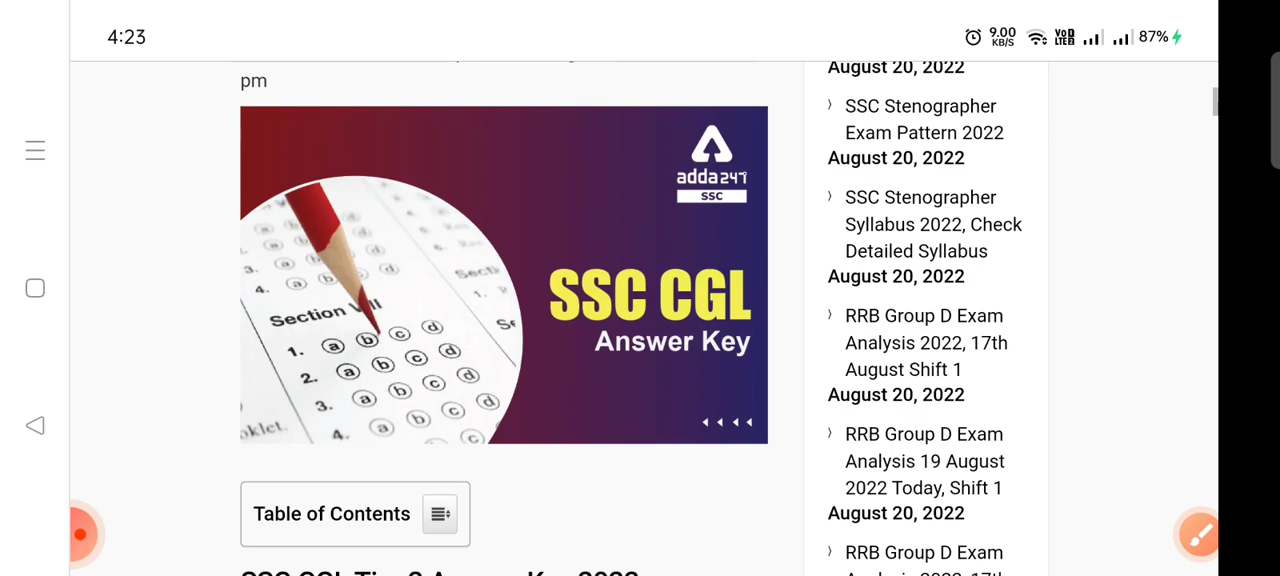 4:23
9.00
KB/S
VoD
LTE2
87%
pm
adda247
SSC
SSC CGL
Answer Key
Section VIII
1. a b c d
2. a b c d
3. a b c d
4. a b c
Table of Contents
August 20, 2022
SSC Stenographer
Exam Pattern 2022
August 20, 2022
SSC Stenographer
Syllabus 2022, Check
Detailed Syllabus
August 20, 2022
RRB Group D Exam
Analysis 2022, 17th
August Shift 1
August 20, 2022
RRB Group D Exam
Analysis 19 August
2022 Today, Shift 1
August 20, 2022
RRB Group D Exam